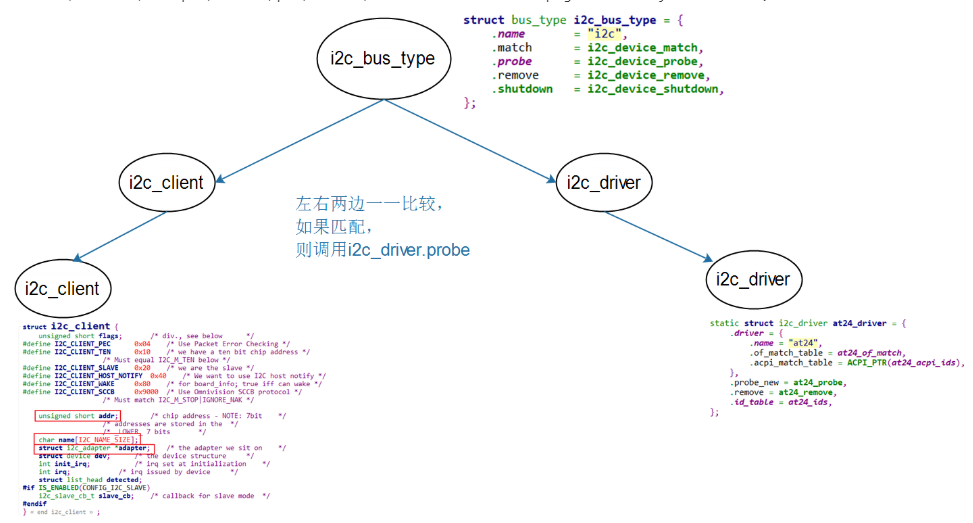 i2c_bus_type
struct bus_type i2c_bus_type = {
.name = "i2c",
.match = i2c_device_match,
.probe = i2c_device_probe,
.remove = i2c_device_remove,
.shutdown = i2c_device_shutdown,
};
i2c_client
i2c_driver
左右两边一一比较，
如果匹配，
则调用i2c_driver.probe
i2c_client
i2c_driver
struct i2c_client {
unsigned short flags; /* div., see below */
#define I2C_CLIENT_PEC 0x04 /* Use Packet Error Checking */
#define I2C_CLIENT_TEN 0x10 /* we have a ten bit chip address */
/* Must equal I2C_M_TEN below */
#define I2C_CLIENT_SLAVE 0x20 /* we are the slave */
#define I2C_CLIENT_HOST_NOTIFY 0x40 /* We want to use I2C host notify */
#define I2C_CLIENT_WAKE 0x80 /* for board_info; true iff can wake */
#define I2C_CLIENT_SCCB 0x9000 /* Use Omnivision SCCB protocol */
/* Must match I2C_M_STOP|IGNORE_NAK */
unsigned short addr; /* chip address - NOTE: 7bit */
/* addresses are stored in the */
/* _LOWER_ 7 bits */
char name[I2C_NAME_SIZE];
struct i2c_adapter *adapter; /* the adapter we sit on */
struct device dev; /* the device structure */
int init_irq; /* irq set at initialization */
int irq; /* irq issued by device */
struct list_head detected;
#if IS_ENABLED(CONFIG_I2C_SLAVE)
i2c_slave_cb_t slave_cb; /* callback for slave mode */
#endif
} « end i2c_client » ;
static struct i2c_driver at24_driver = {
.driver = {
.name = "at24",
.of_match_table = at24_of_match,
.acpi_match_table = ACPI_PTR(at24_acpi_ids),
},
.probe_new = at24_probe,
.remove = at24_remove,
.id_table = at24_ids,
};